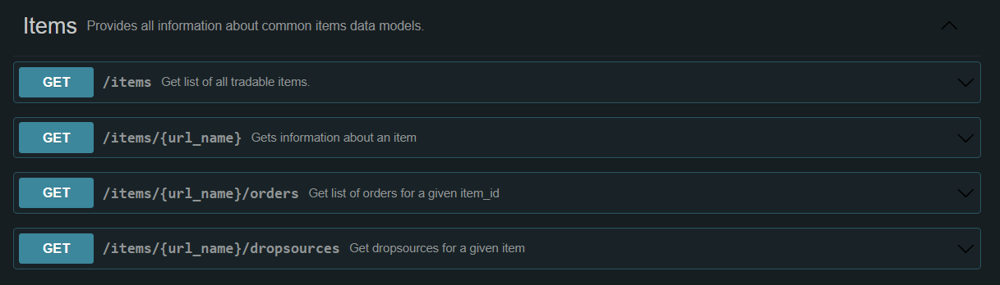 Items Provides all information about common items data models.
GET /items Get list of all tradable items.
GET /items/{url_name} Gets information about an item
GET /items/{url_name}/orders Get list of orders for a given item_id
GET /items/{url_name}/dropsources Get dropsources for a given item